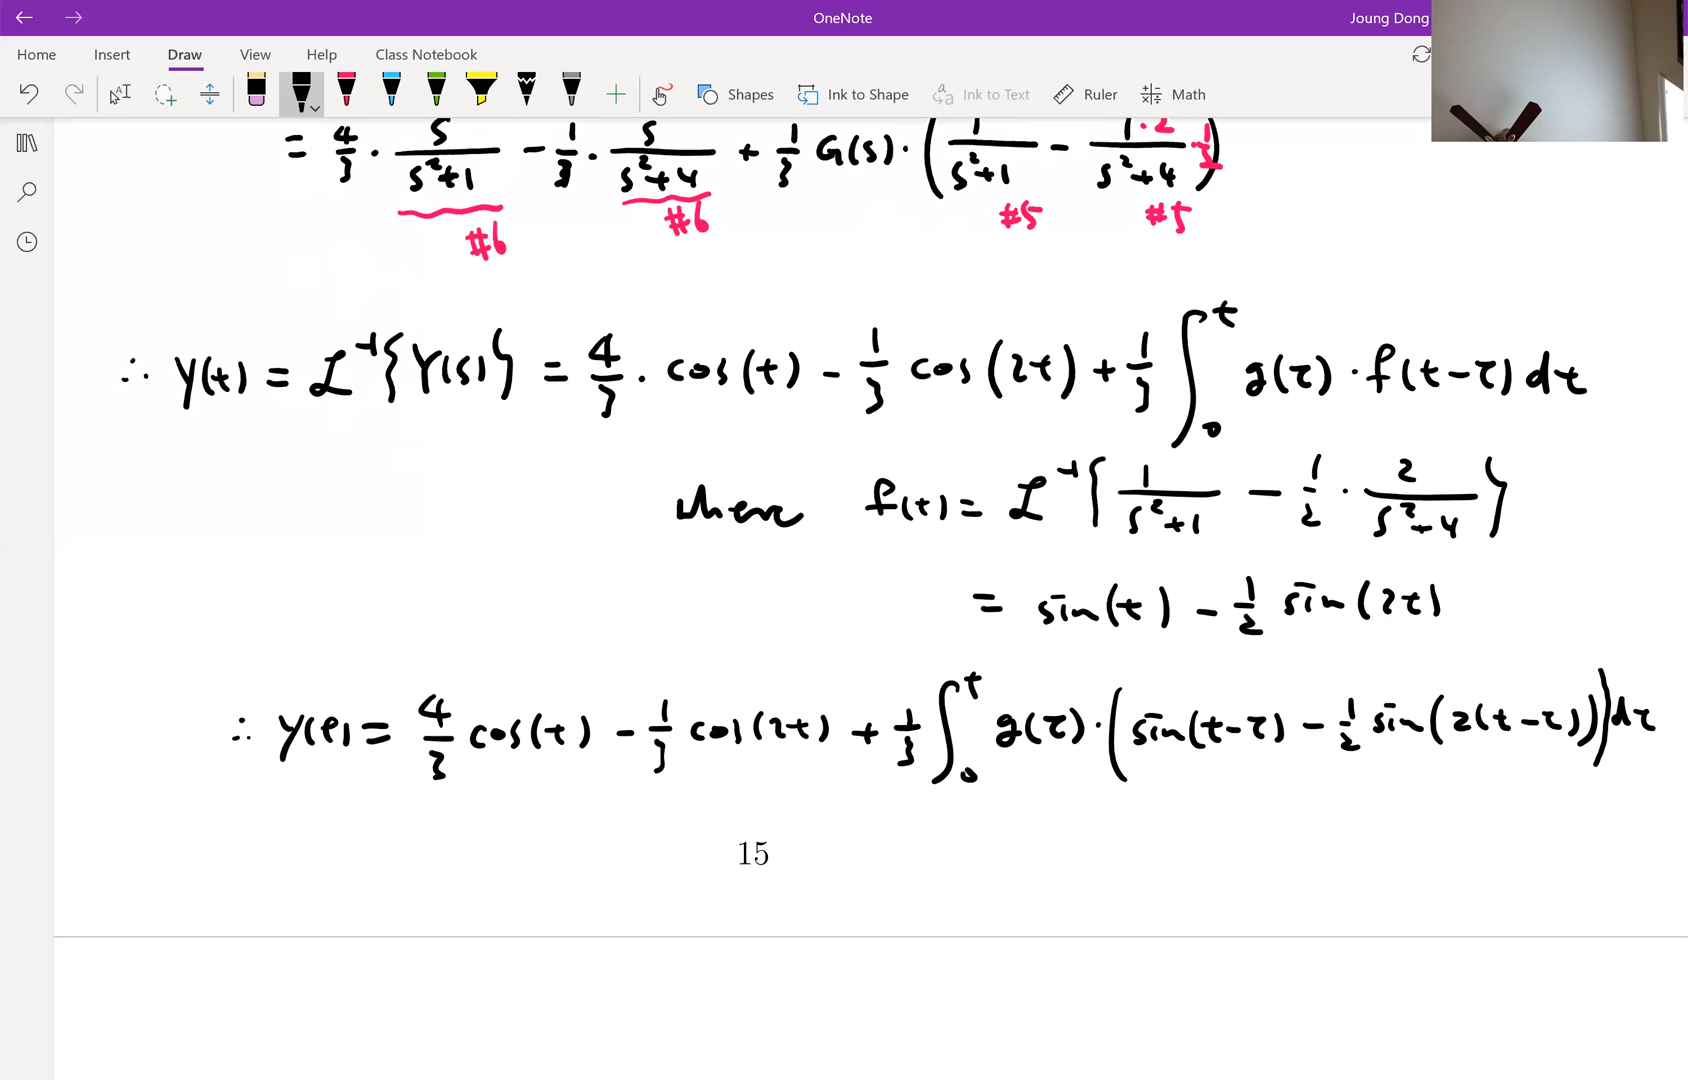 OneNote
Joung Dong
Home Insert Draw View Help Class Notebook
Shapes Ink to Shape Ink to Text Ruler Math
= 4/3 · s/(s²+1) - 1/3 · s/(s²+4) + 1/3 G(s) · (1/(s²+1) - 1·2/(s²+4) · 1/2)
#6 #6 #5 #5
∴ y(t) = ℒ⁻¹{Y(s)} = 4/3 · cos(t) - 1/3 cos(2t) + 1/3 ∫₀ᵗ g(τ) · f(t-τ) dτ
where f(t) = ℒ⁻¹{1/(s²+1) - 1/2 · 2/(s²+4)}
= sin(t) - 1/2 sin(2t)
∴ y(t) = 4/3 cos(t) - 1/3 cos(2t) + 1/3 ∫₀ᵗ g(τ) · (sin(t-τ) - 1/2 sin(2(t-τ))) dτ
15